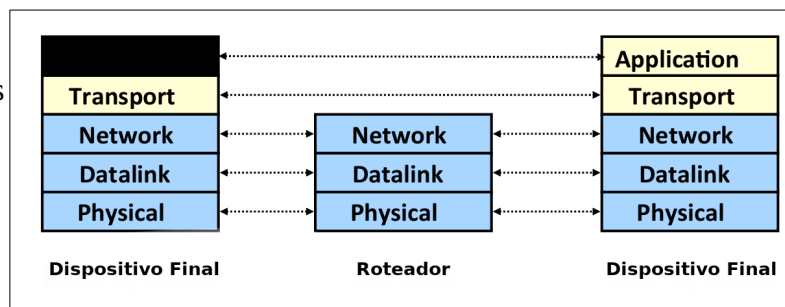 Application
s Transport Transport
Network Network Network
Datalink Datalink Datalink
Physical Physical Physical
Dispositivo Final Roteador Dispositivo Final